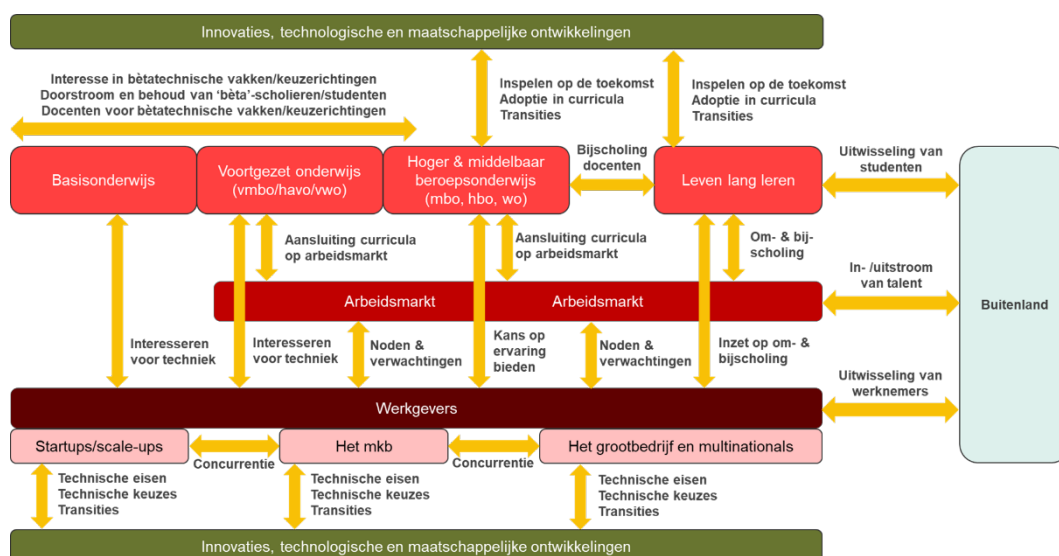 Innovaties, technologische en maatschappelijke ontwikkelingen
Interesse in bètatechnische vakken/keuzerichtingen
Doorstroom en behoud van ‘bèta’-scholieren/studenten
Docenten voor bètatechnische vakken/keuzerichtingen
Inspelen op de toekomst
Adoptie in curricula
Transities
Inspelen op de toekomst
Adoptie in curricula
Transities
Basisonderwijs
Voortgezet onderwijs
(vmbo/havo/vwo)
Hoger & middelbaar
beroepsonderwijs
(mbo, hbo, wo)
Bijscholing
docenten
Leven lang leren
Uitwisseling van
studenten
Aansluiting curricula
op arbeidsmarkt
Aansluiting curricula
op arbeidsmarkt
Om- & bij-
scholing
Arbeidsmarkt
Arbeidsmarkt
In- /uitstroom
van talent
Buitenland
Interesseren
voor techniek
Interesseren
voor techniek
Noden &
verwachtingen
Kans op
ervaring
bieden
Noden &
verwachtingen
Inzet op om- &
bijscholing
Uitwisseling van
werknemers
Werkgevers
Startups/scale-ups
Concurrentie
Het mkb
Concurrentie
Het grootbedrijf en multinationals
Technische eisen
Technische keuzes
Transities
Technische eisen
Technische keuzes
Transities
Technische eisen
Technische keuzes
Transities
Innovaties, technologische en maatschappelijke ontwikkelingen